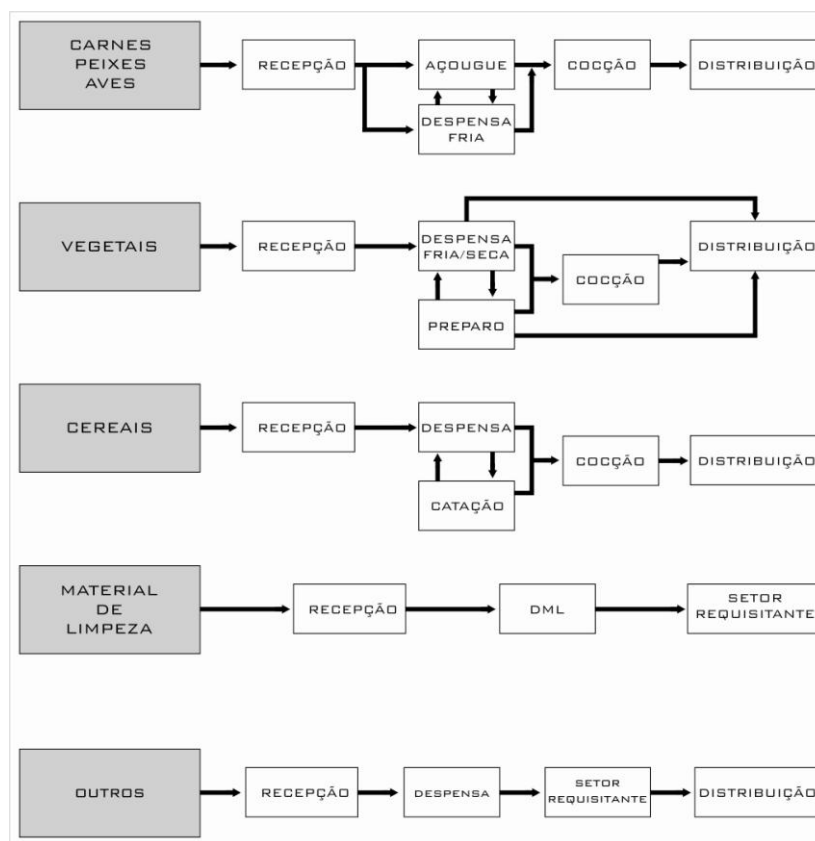 CARNES
PEIXES
AVES
RECEPÇÃO
AÇOUGUE
DESPENSA
FRIA
COCÇÃO
DISTRIBUIÇÃO
VEGETAIS
RECEPÇÃO
DESPENSA
FRIA/SECA
PREPARO
COCÇÃO
DISTRIBUIÇÃO
CEREAIS
RECEPÇÃO
DESPENSA
CATAÇÃO
COCÇÃO
DISTRIBUIÇÃO
MATERIAL
DE
LIMPEZA
RECEPÇÃO
DML
SETOR
REQUISITANTE
OUTROS
RECEPÇÃO
DESPENSA
SETOR
REQUISITANTE
DISTRIBUIÇÃO